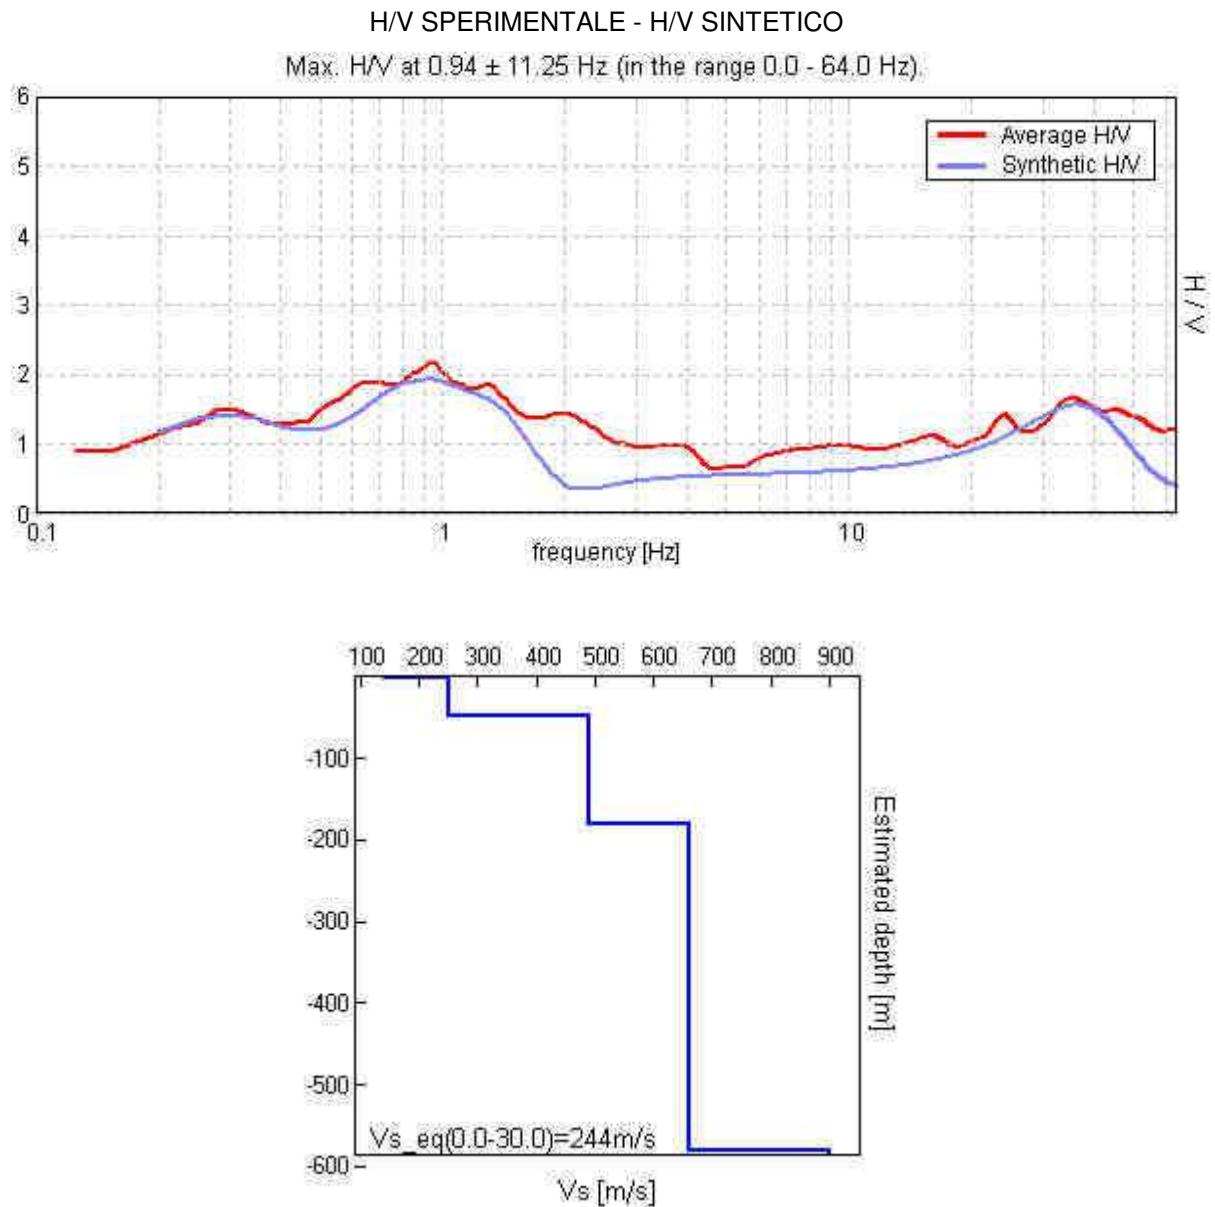 H/V SPERIMENTALE - H/V SINTETICO
Max. H/V at 0.94 ± 11.25 Hz (in the range 0.0 - 64.0 Hz).
6
5
4
3
2
1
0
Average H/V
Synthetic H/V
H / V
0.1 1 10
frequency [Hz]
100 200 300 400 500 600 700 800 900
-100
-200
-300
-400
-500
-600
Estimated depth [m]
Vs_eq(0.0-30.0)=244m/s
Vs [m/s]